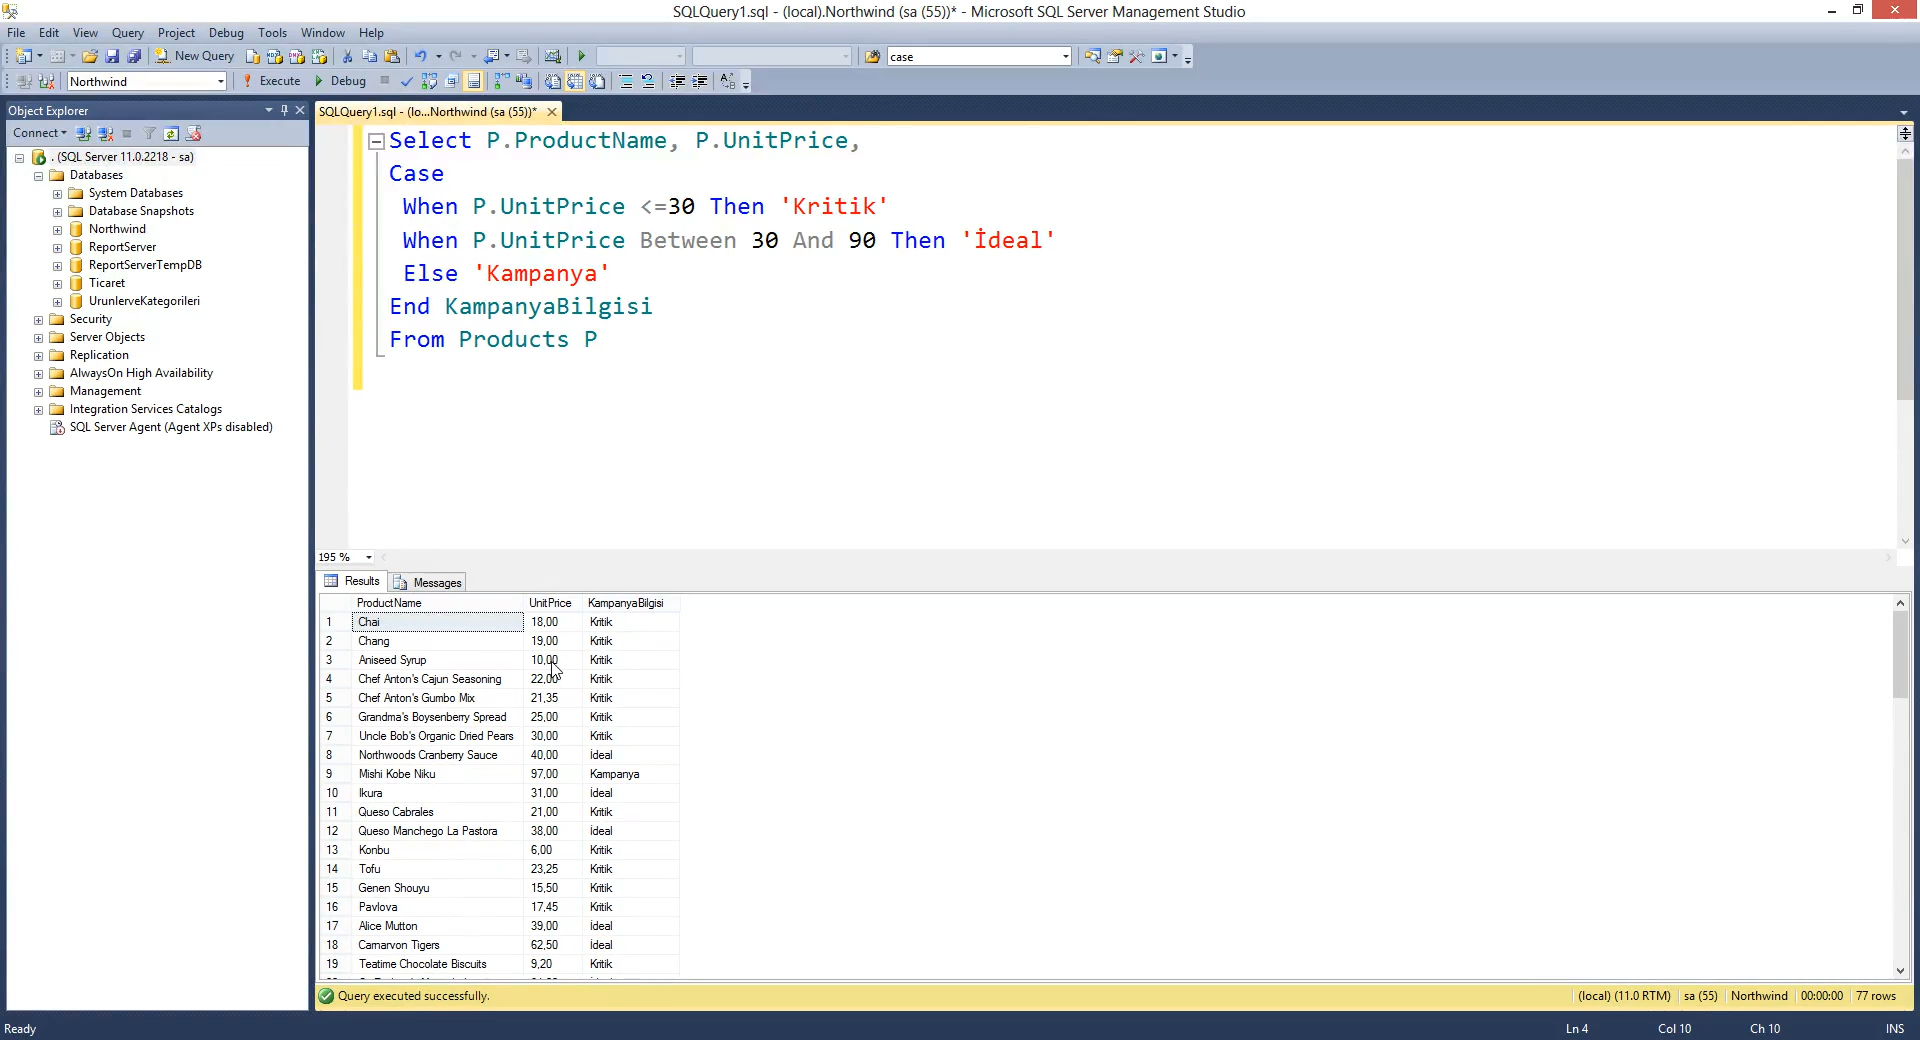 SQLQuery1.sql - (local).Northwind (sa (55))* - Microsoft SQL Server Management Studio
File Edit View Query Project Debug Tools Window Help
New Query case
Northwind Execute Debug
Object Explorer
Connect
. (SQL Server 11.0.2218 - sa)
Databases
System Databases
Database Snapshots
Northwind
ReportServer
ReportServerTempDB
Ticaret
UrunlerveKategorileri
Security
Server Objects
Replication
AlwaysOn High Availability
Management
Integration Services Catalogs
SQL Server Agent (Agent XPs disabled)
SQLQuery1.sql - (lo...Northwind (sa (55))*
Select P.ProductName, P.UnitPrice,
Case
When P.UnitPrice <=30 Then 'Kritik'
When P.UnitPrice Between 30 And 90 Then 'İdeal'
Else 'Kampanya'
End KampanyaBilgisi
From Products P
195 %
Results Messages
ProductName UnitPrice KampanyaBilgisi
1 Chai 18,00 Kritik
2 Chang 19,00 Kritik
3 Aniseed Syrup 10,00 Kritik
4 Chef Anton's Cajun Seasoning 22,00 Kritik
5 Chef Anton's Gumbo Mix 21,35 Kritik
6 Grandma's Boysenberry Spread 25,00 Kritik
7 Uncle Bob's Organic Dried Pears 30,00 Kritik
8 Northwoods Cranberry Sauce 40,00 İdeal
9 Mishi Kobe Niku 97,00 Kampanya
10 Ikura 31,00 İdeal
11 Queso Cabrales 21,00 Kritik
12 Queso Manchego La Pastora 38,00 İdeal
13 Konbu 6,00 Kritik
14 Tofu 23,25 Kritik
15 Genen Shouyu 15,50 Kritik
16 Pavlova 17,45 Kritik
17 Alice Mutton 39,00 İdeal
18 Carnarvon Tigers 62,50 İdeal
19 Teatime Chocolate Biscuits 9,20 Kritik
Query executed successfully. (local) (11.0 RTM) sa (55) Northwind 00:00:00 77 rows
Ready Ln 4 Col 10 Ch 10 INS